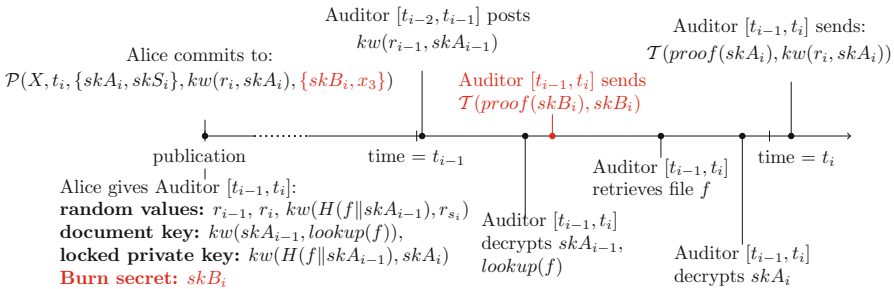 Auditor [t_{i−2}, t_{i−1}] posts
kw(r_{i−1}, skA_{i−1})
Auditor [t_{i−1}, t_i] sends:
𝒯(proof(skA_i), kw(r_i, skA_i))
Alice commits to:
𝒫(X, t_i, {skA_i, skS_i}, kw(r_i, skA_i), {skB_i, x_3})
Auditor [t_{i−1}, t_i] sends
𝒯(proof(skB_i), skB_i)
publication
time = t_{i−1}
time = t_i
Alice gives Auditor [t_{i−1}, t_i]:
random values: r_{i−1}, r_i, kw(H(f‖skA_{i−1}), r_{s_i})
document key: kw(skA_{i−1}, lookup(f)),
locked private key: kw(H(f‖skA_{i−1}), skA_i)
Burn secret: skB_i
Auditor [t_{i−1}, t_i]
decrypts skA_{i−1},
lookup(f)
Auditor [t_{i−1}, t_i]
retrieves file f
Auditor [t_{i−1}, t_i]
decrypts skA_i